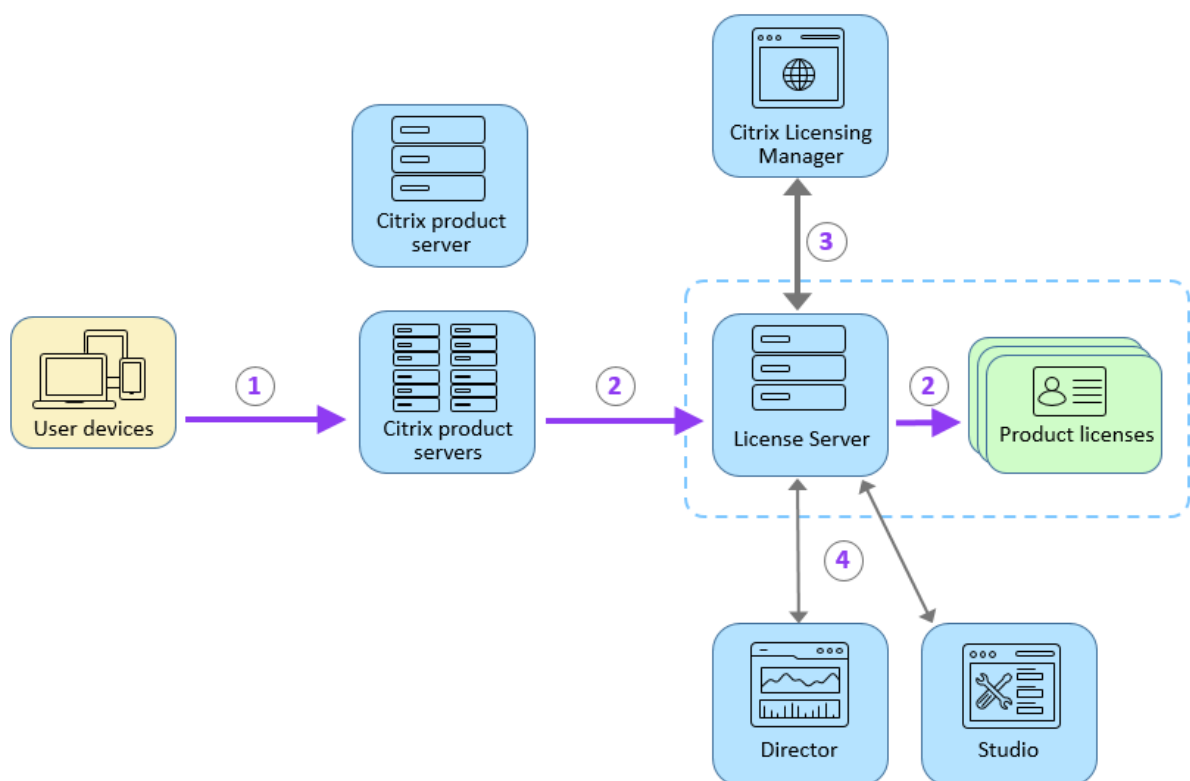 Citrix Licensing
Manager
Citrix product
server
3
User devices
1
Citrix product
servers
2
License Server
2
Product licenses
4
Director
Studio